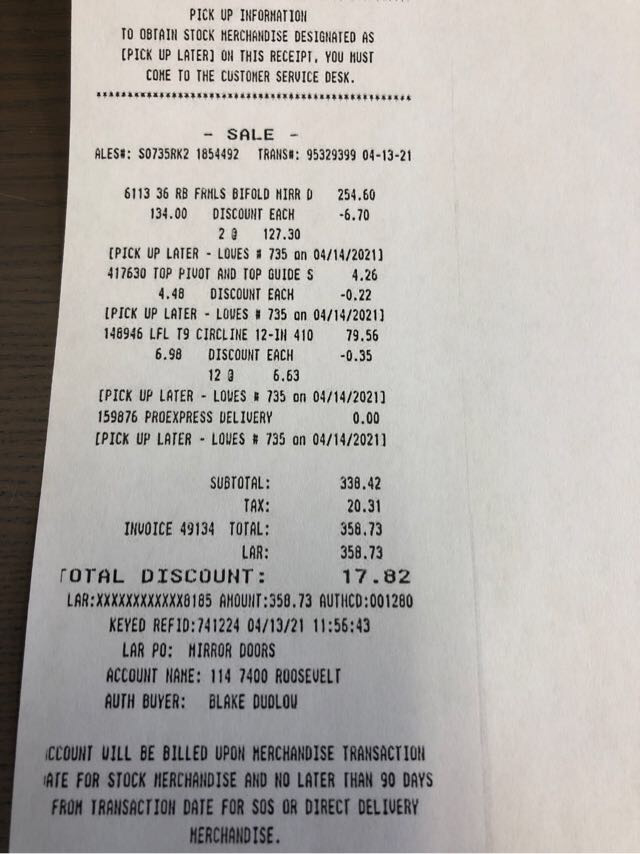 PICK UP INFORMATION
TO OBTAIN STOCK MERCHANDISE DESIGNATED AS
[PICK UP LATER] ON THIS RECEIPT, YOU MUST
COME TO THE CUSTOMER SERVICE DESK.
************************************************
- SALE -
ALES#: S0735RK2 1854492 TRANS#: 95329399 04-13-21
6113 36 RB FRMLS BIFOLD MIRR D 254.60
134.00 DISCOUNT EACH -6.70
2 @ 127.30
[PICK UP LATER - LOWES # 735 on 04/14/2021]
417630 TOP PIVOT AND TOP GUIDE S 4.26
4.48 DISCOUNT EACH -0.22
[PICK UP LATER - LOWES # 735 on 04/14/2021]
148946 LFL T9 CIRCLINE 12-IN 410 79.56
6.98 DISCOUNT EACH -0.35
12 @ 6.63
[PICK UP LATER - LOWES # 735 on 04/14/2021]
159876 PROEXPRESS DELIVERY 0.00
[PICK UP LATER - LOWES # 735 on 04/14/2021]
SUBTOTAL: 338.42
TAX: 20.31
INVOICE 49134 TOTAL: 358.73
LAR: 358.73
TOTAL DISCOUNT: 17.82
LAR:XXXXXXXXXXXX8185 AMOUNT:358.73 AUTHCD:001280
KEYED REFID:741224 04/13/21 11:56:43
LAR PO: MIRROR DOORS
ACCOUNT NAME: 114 7400 ROOSEVELT
AUTH BUYER: BLAKE DUDLOW
ACCOUNT WILL BE BILLED UPON MERCHANDISE TRANSACTION
DATE FOR STOCK MERCHANDISE AND NO LATER THAN 90 DAYS
FROM TRANSACTION DATE FOR SOS OR DIRECT DELIVERY
MERCHANDISE.